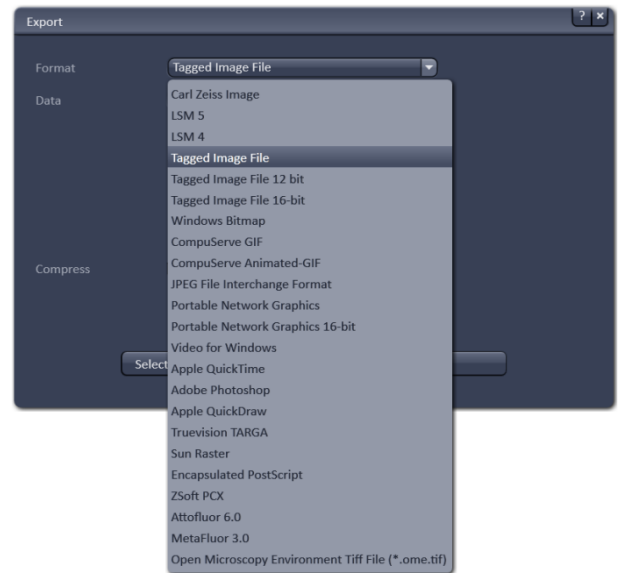 Export
? ×
Format
Tagged Image File
Data
Carl Zeiss Image
LSM 5
LSM 4
Tagged Image File
Tagged Image File 12 bit
Tagged Image File 16-bit
Windows Bitmap
CompuServe GIF
Compress
CompuServe Animated-GIF
JPEG File Interchange Format
Portable Network Graphics
Portable Network Graphics 16-bit
Video for Windows
Select
Apple QuickTime
Adobe Photoshop
Apple QuickDraw
Truevision TARGA
Sun Raster
Encapsulated PostScript
ZSoft PCX
Attofluor 6.0
MetaFluor 3.0
Open Microscopy Environment Tiff File (*.ome.tif)